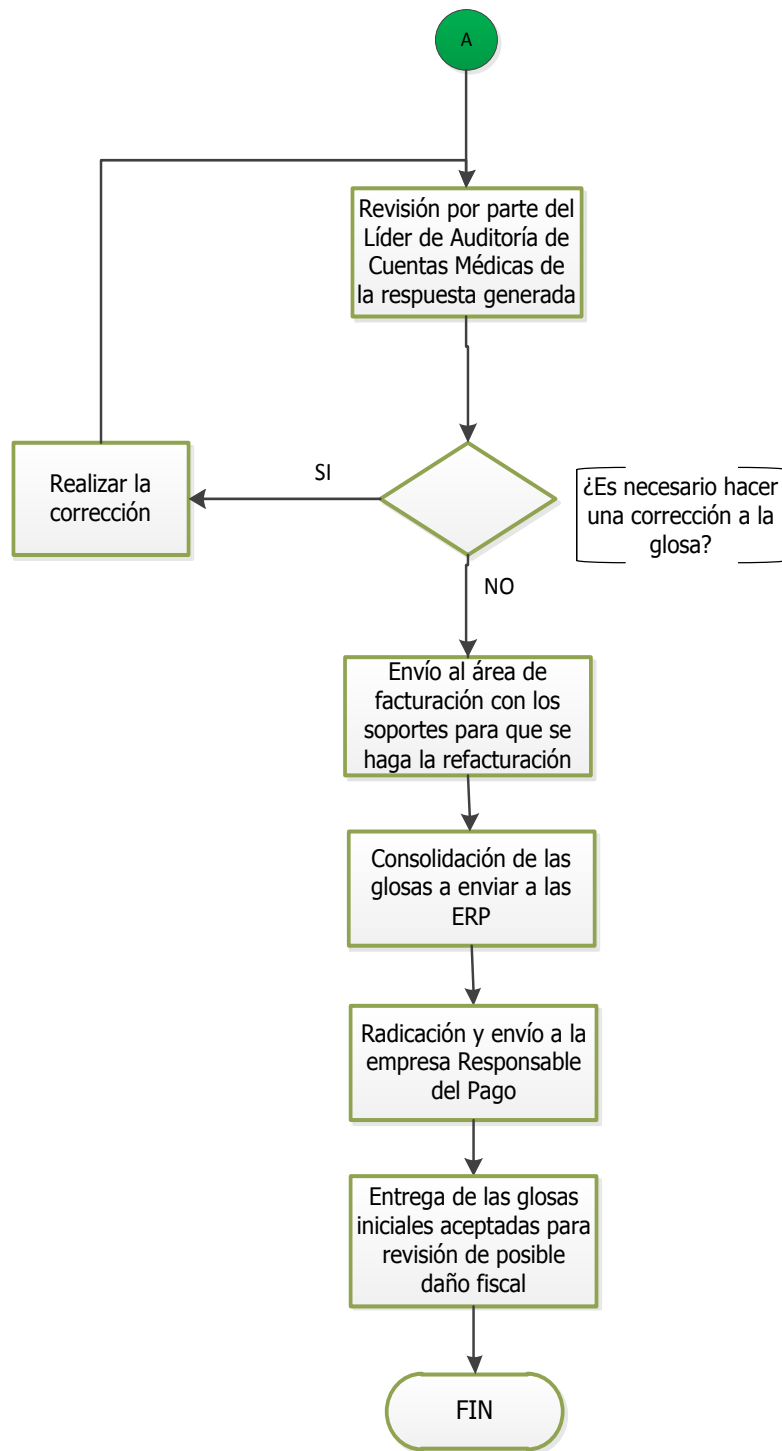 A
Revisión por parte del
Líder de Auditoría de
Cuentas Médicas de
la respuesta generada
Realizar la
corrección
SI
¿Es necesario hacer
una corrección a la
glosa?
NO
Envío al área de
facturación con los
soportes para que se
haga la refacturación
Consolidación de las
glosas a enviar a las
ERP
Radicación y envío a la
empresa Responsable
del Pago
Entrega de las glosas
iniciales aceptadas para
revisión de posible
daño fiscal
FIN